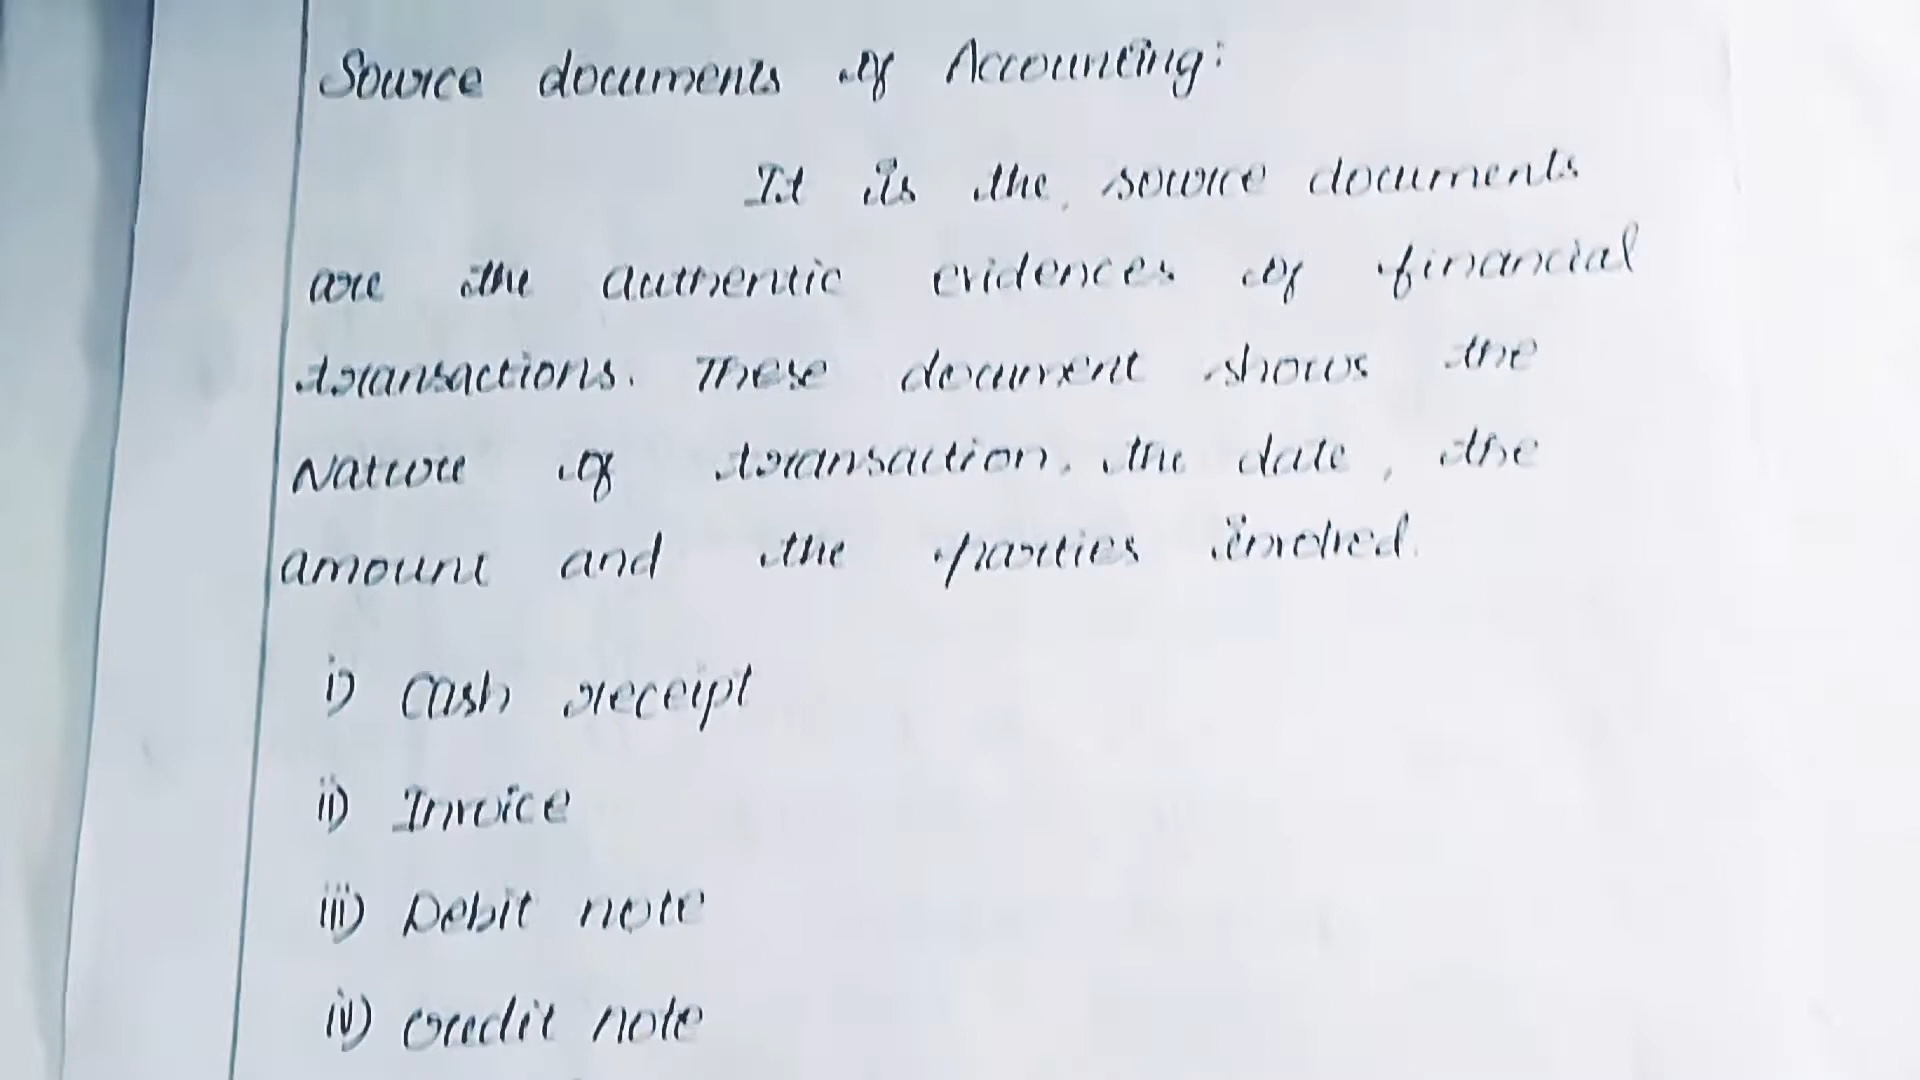 Source documents of Accounting:
It is the, source documents
are the authentic evidences of financial
transactions. These document shows the
Nature of transaction, the date, the
amount and the parties involved.
i) Cash receipt
ii) Invoice
iii) Debit note
iv) credit note